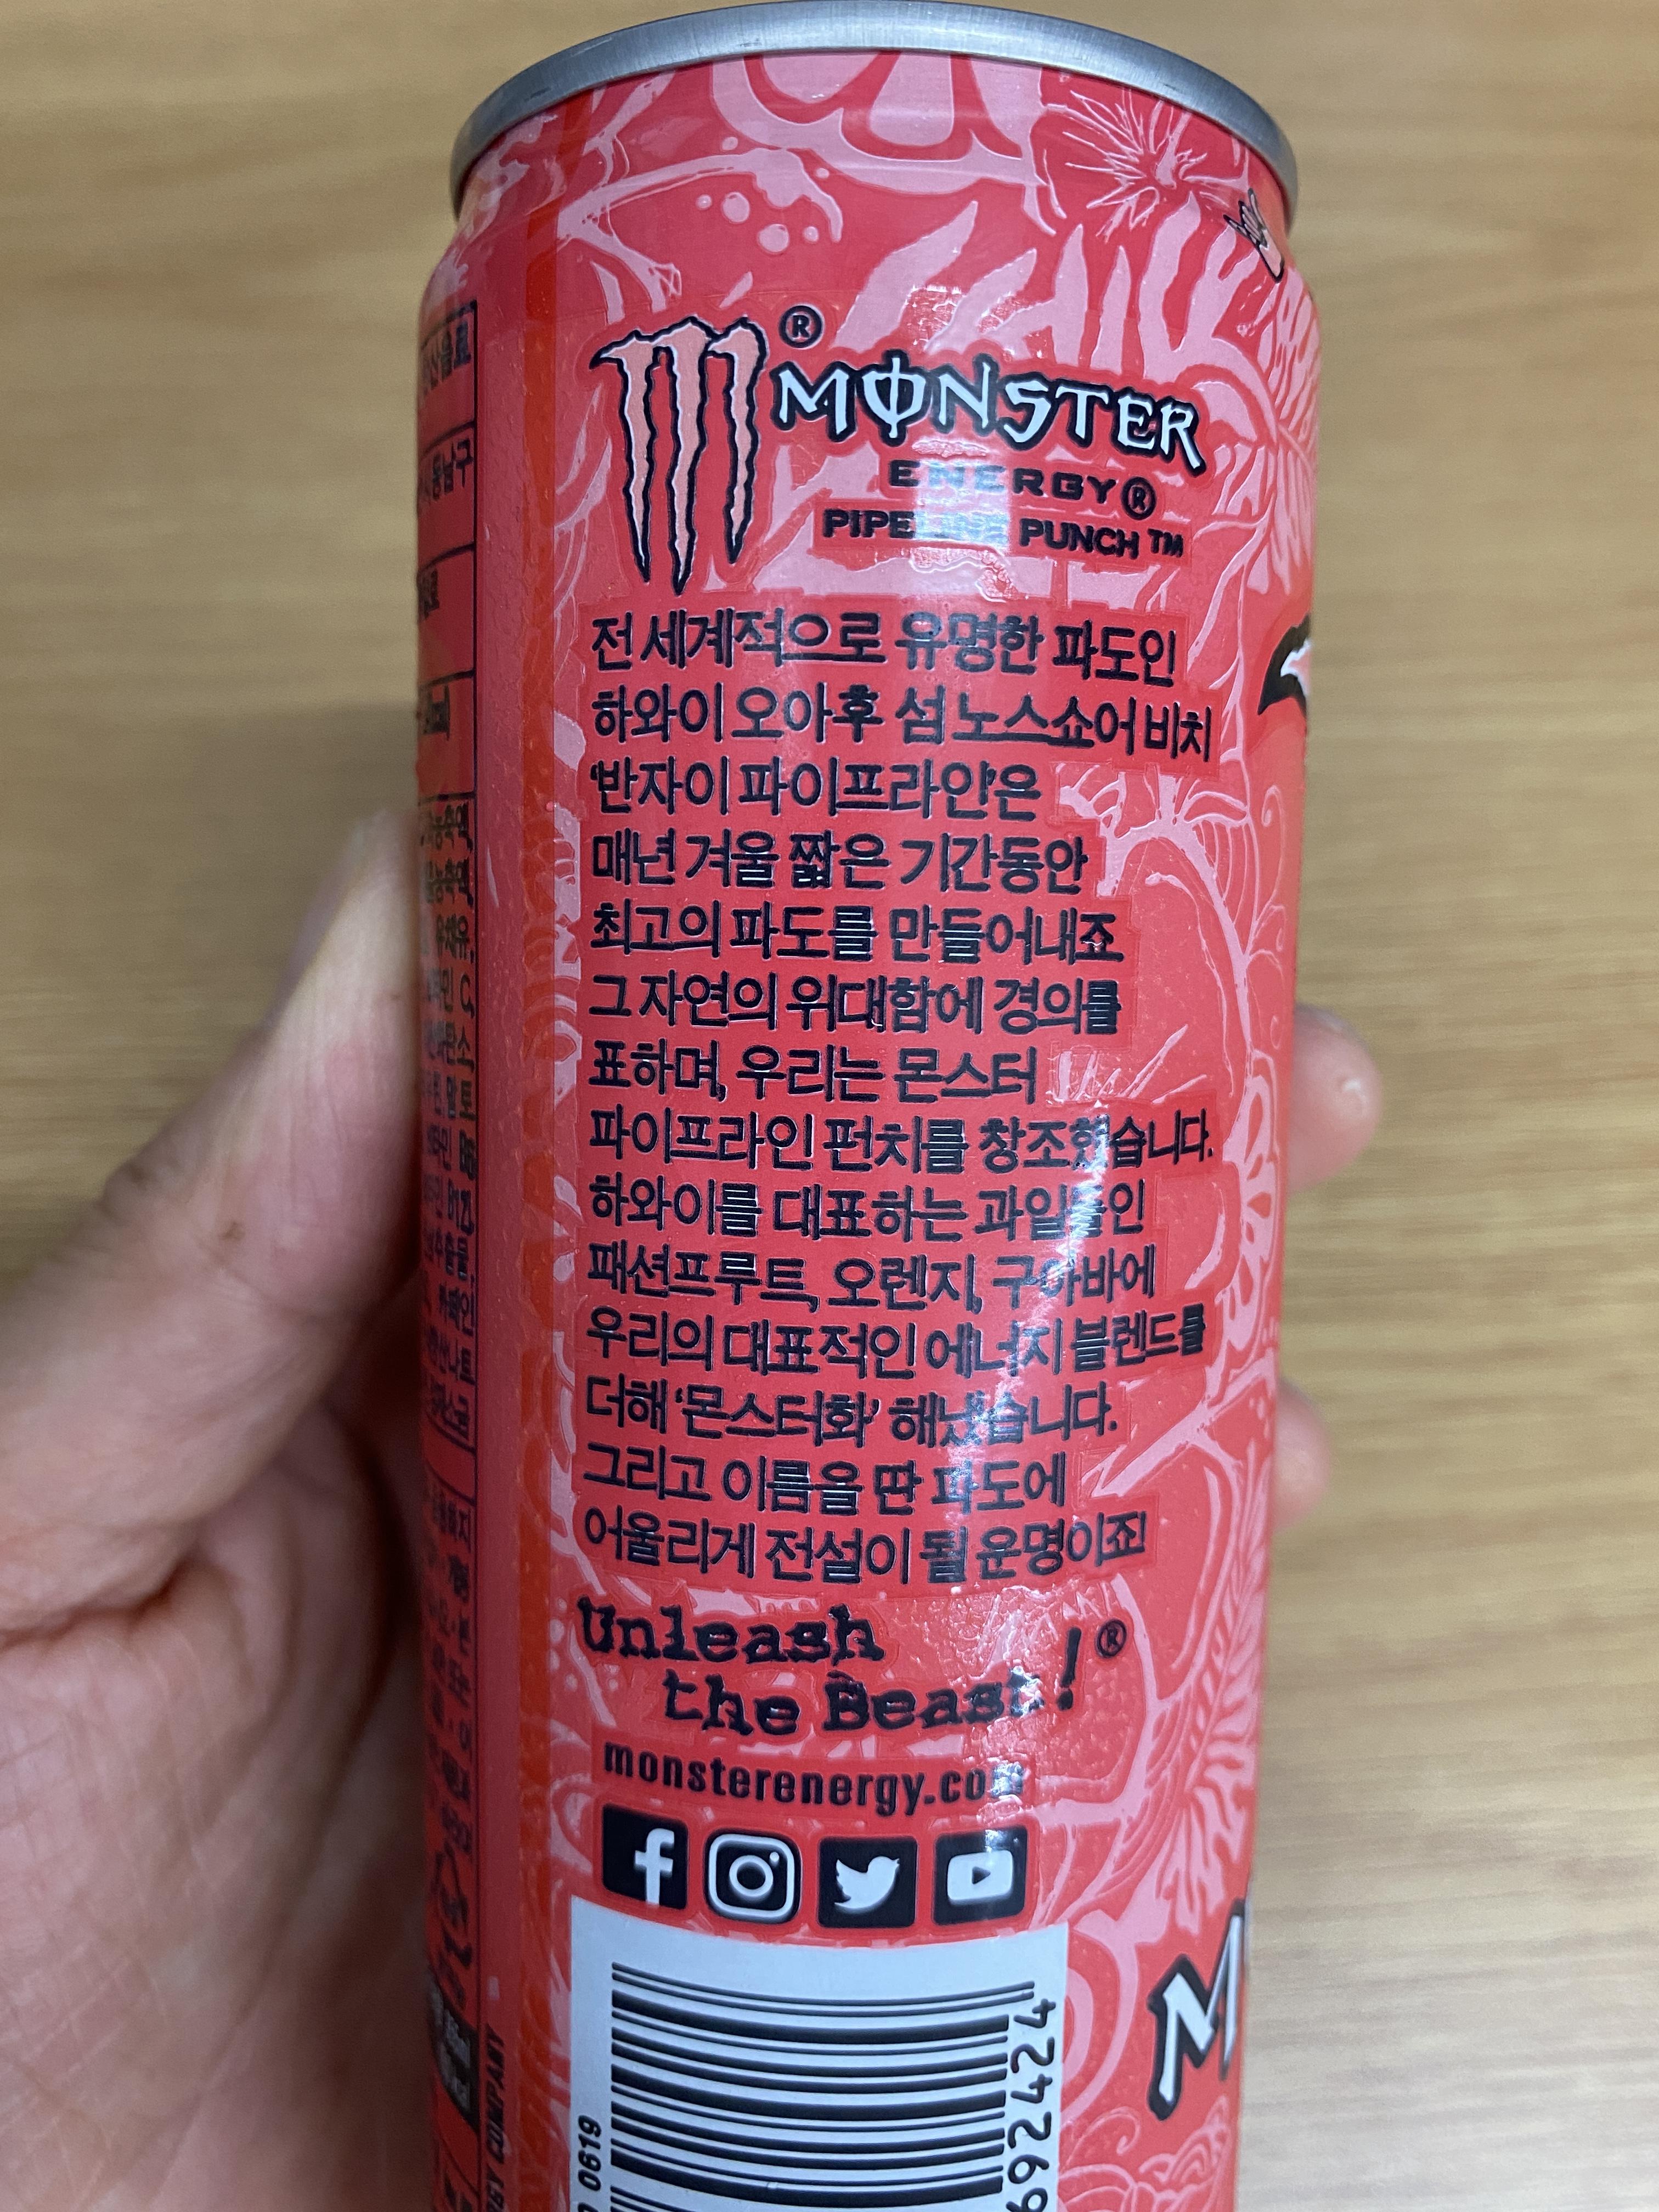 MONSTER
ENERGY®
PIPELINE PUNCH™
전 세계적으로 유명한 파도인
하와이 오아후 섬 노스쇼어 비치
'반자이 파이프라인'은
매년 겨울 짧은 기간동안
최고의 파도를 만들어내죠
그 자연의 위대함에 경의를
표하며, 우리는 몬스터
파이프라인 펀치를 창조했습니다.
하와이를 대표하는 과일들인
패션프루트, 오렌지, 구아바에
우리의 대표적인 에너지 블렌드를
더해 '몬스터화' 해냈습니다.
그리고 이름을 딴 파도에
어울리게 전설이 될 운명이죠!
Unleash
the Beast!®
monsterenergy.com
0619
692424
COMPANY
동남구